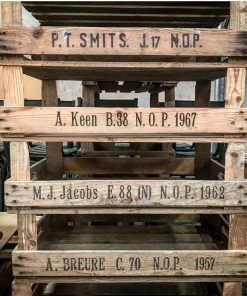 P.T. SMITS. J.17 N.O.P.
A. Keen B.38 N.O.P. 1967
M.J. Jacobs E.88 (N) N.O.P. 1962
A. BREURE C.70 N.O.P. 1957